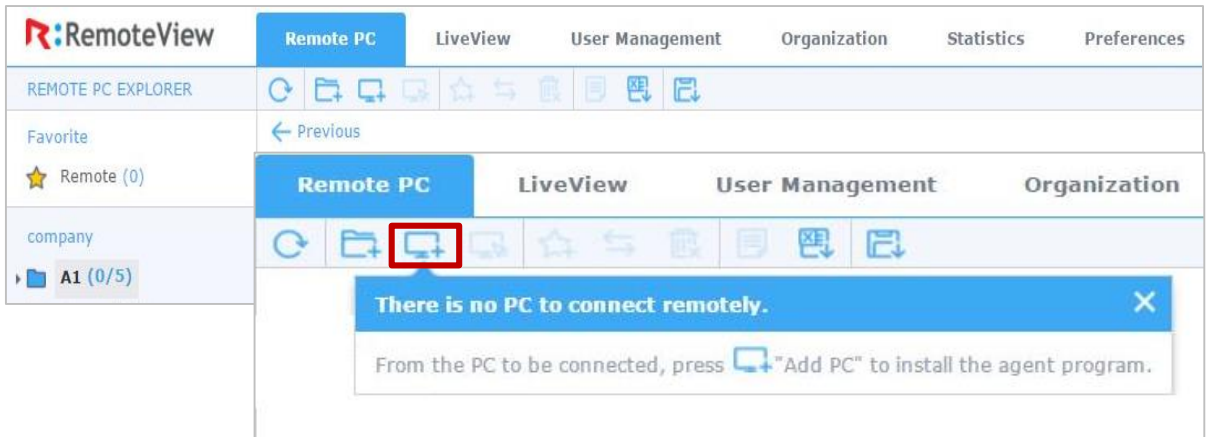 R:RemoteView
Remote PC LiveView User Management Organization Statistics Preferences
REMOTE PC EXPLORER
Favorite
Previous
Remote (0)
company
A1 (0/5)
Remote PC LiveView User Management Organization
There is no PC to connect remotely.
From the PC to be connected, press "Add PC" to install the agent program.